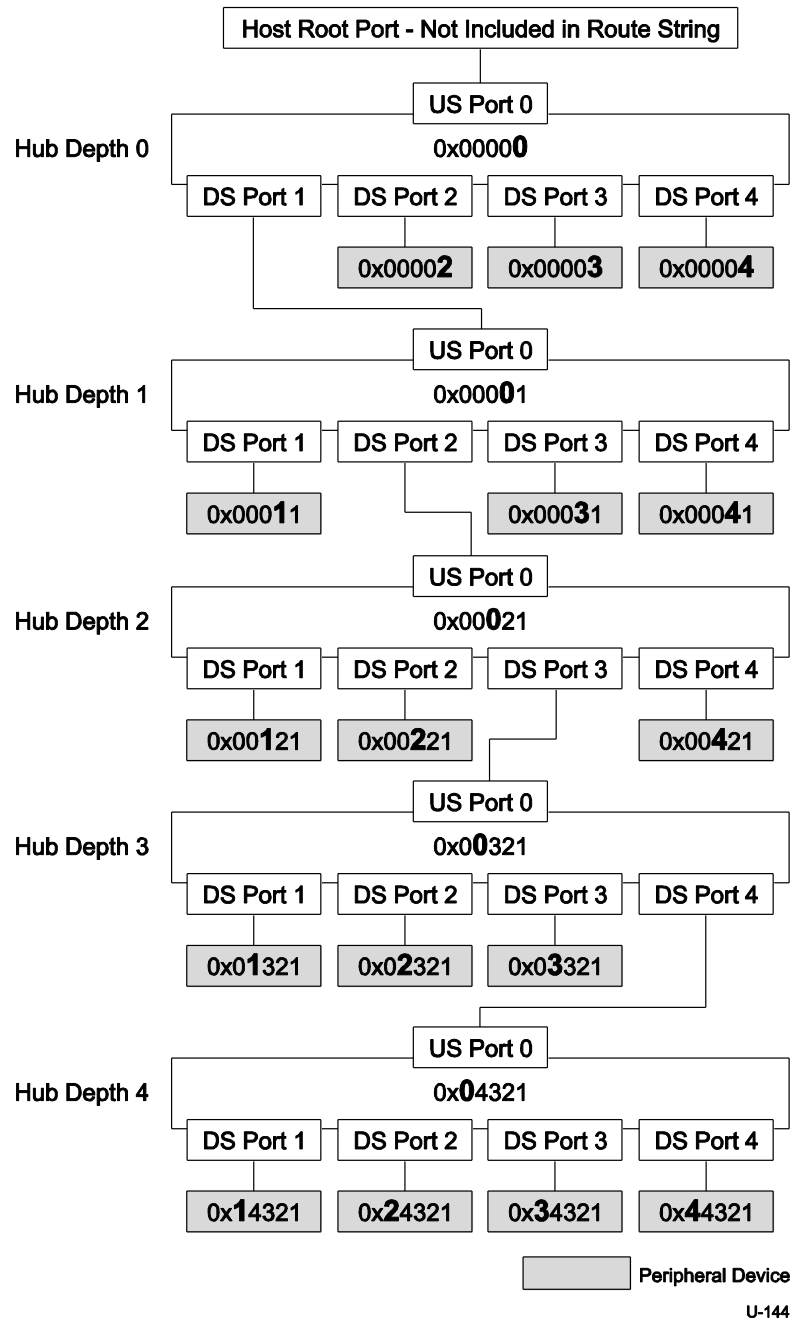 Host Root Port - Not Included in Route String
US Port 0
Hub Depth 0
0x00000
DS Port 1 DS Port 2 DS Port 3 DS Port 4
0x00002 0x00003 0x00004
US Port 0
Hub Depth 1
0x00001
DS Port 1 DS Port 2 DS Port 3 DS Port 4
0x00011 0x00031 0x00041
US Port 0
Hub Depth 2
0x00021
DS Port 1 DS Port 2 DS Port 3 DS Port 4
0x00121 0x00221 0x00421
US Port 0
Hub Depth 3
0x00321
DS Port 1 DS Port 2 DS Port 3 DS Port 4
0x01321 0x02321 0x03321
US Port 0
Hub Depth 4
0x04321
DS Port 1 DS Port 2 DS Port 3 DS Port 4
0x14321 0x24321 0x34321 0x44321
Peripheral Device
U-144